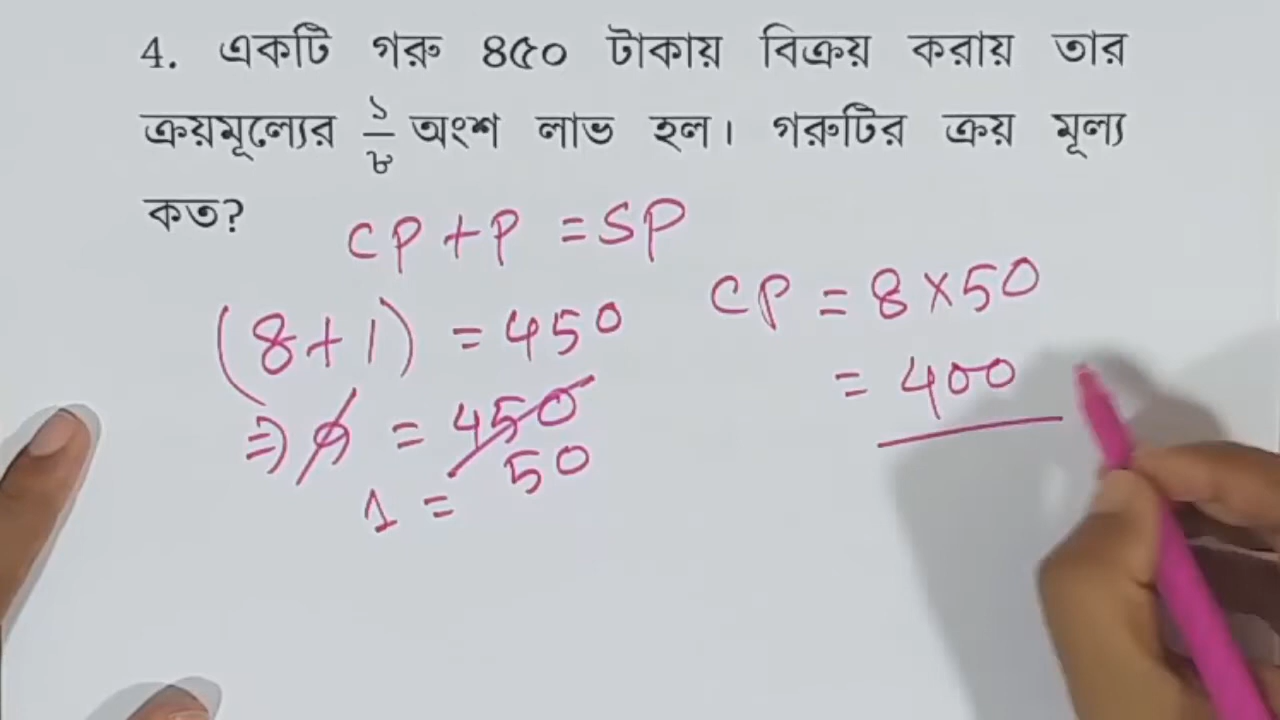 4. একটি গরু ৪৫০ টাকায় বিক্রয় করায় তার
ক্রয়মূল্যের ১/৮ অংশ লাভ হল। গরুটির ক্রয় মূল্য
কত?
CP + P = SP
(8+1) = 450
⇒ 9 = 450
1 = 50
CP = 8 × 50
= 400